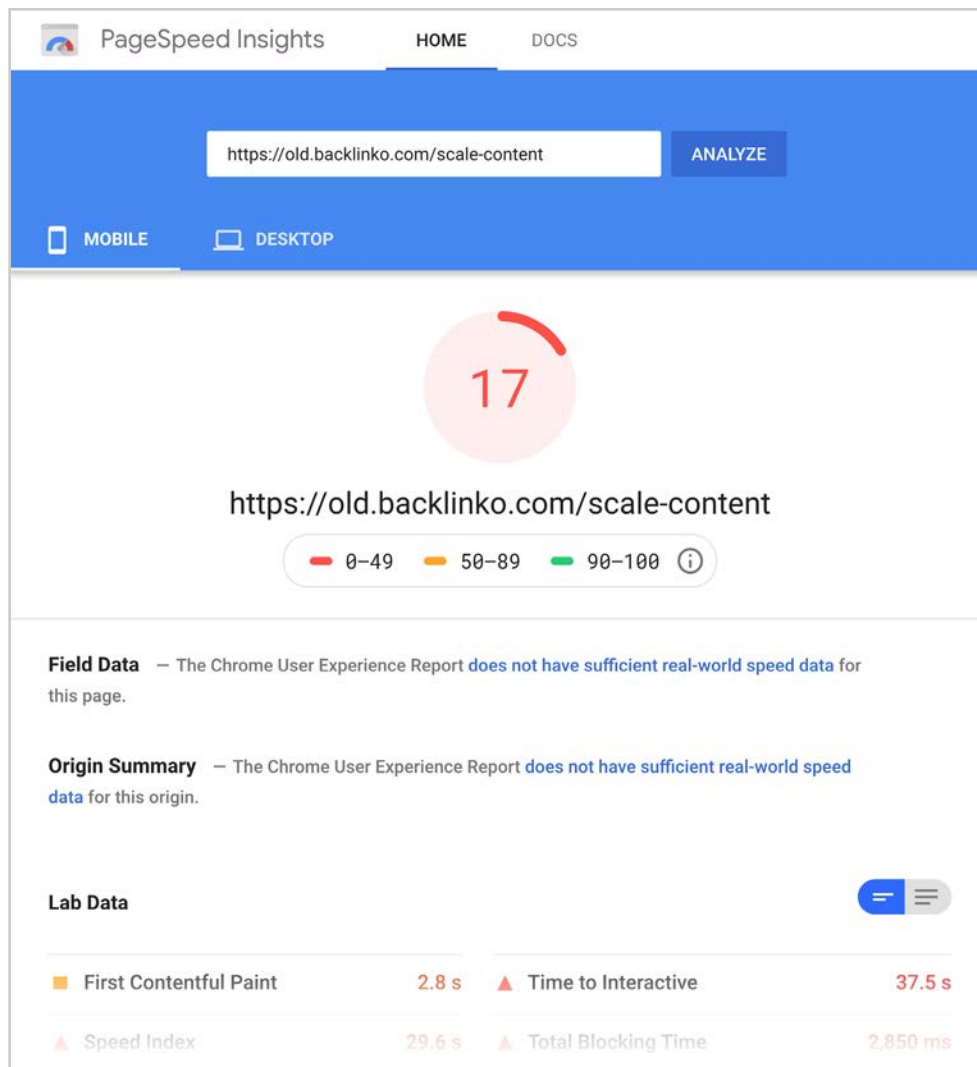 PageSpeed Insights HOME DOCS
https://old.backlinko.com/scale-content ANALYZE
MOBILE DESKTOP
17
https://old.backlinko.com/scale-content
0–49 50–89 90–100
Field Data — The Chrome User Experience Report does not have sufficient real-world speed data for
this page.
Origin Summary — The Chrome User Experience Report does not have sufficient real-world speed
data for this origin.
Lab Data
First Contentful Paint 2.8 s Time to Interactive 37.5 s
Speed Index 29.6 s Total Blocking Time 2,850 ms